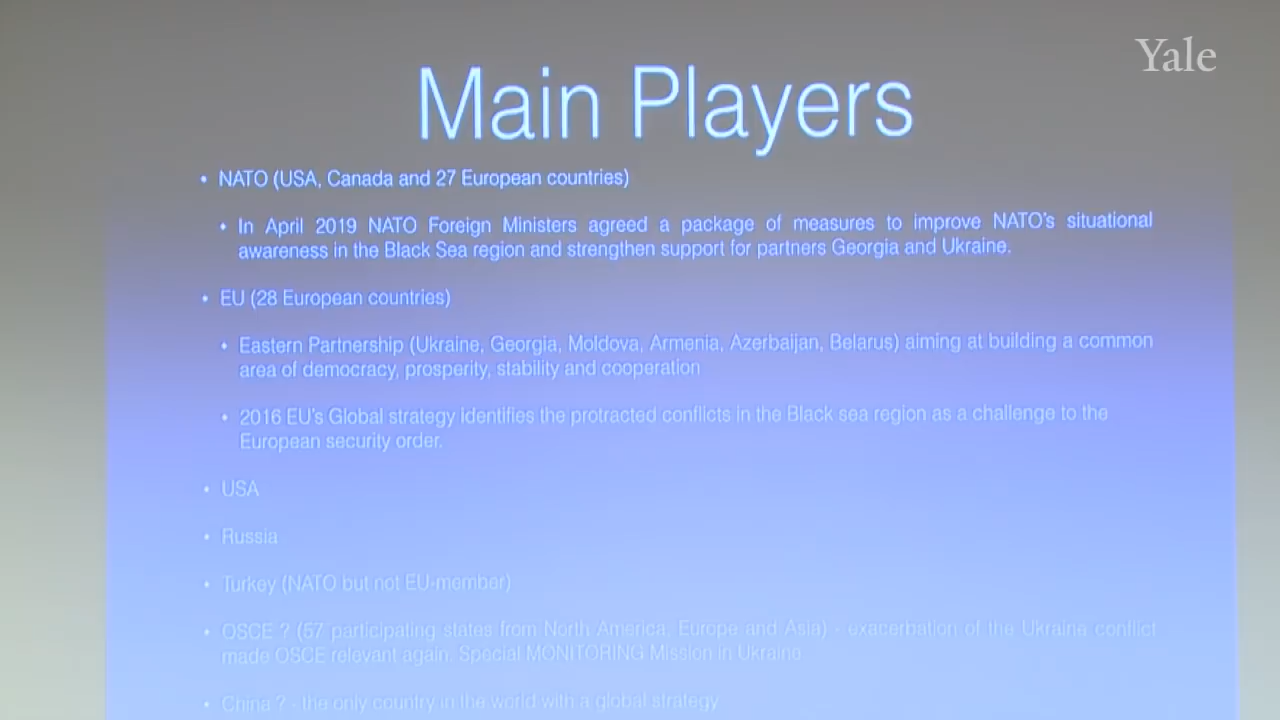 Yale
Main Players
• NATO (USA, Canada and 27 European countries)
• In April 2019 NATO Foreign Ministers agreed a package of measures to improve NATO's situational
awareness in the Black Sea region and strengthen support for partners Georgia and Ukraine.
• EU (28 European countries)
• Eastern Partnership (Ukraine, Georgia, Moldova, Armenia, Azerbaijan, Belarus) aiming at building a common
area of democracy, prosperity, stability and cooperation
• 2016 EU's Global strategy identifies the protracted conflicts in the Black sea region as a challenge to the
European security order.
• USA
• Russia
• Turkey (NATO but not EU-member)
• OSCE ? (57 participating states from North America, Europe and Asia) - exacerbation of the Ukraine conflict
made OSCE relevant again. Special MONITORING Mission in Ukraine
• China ? - the only country in the world with a global strategy